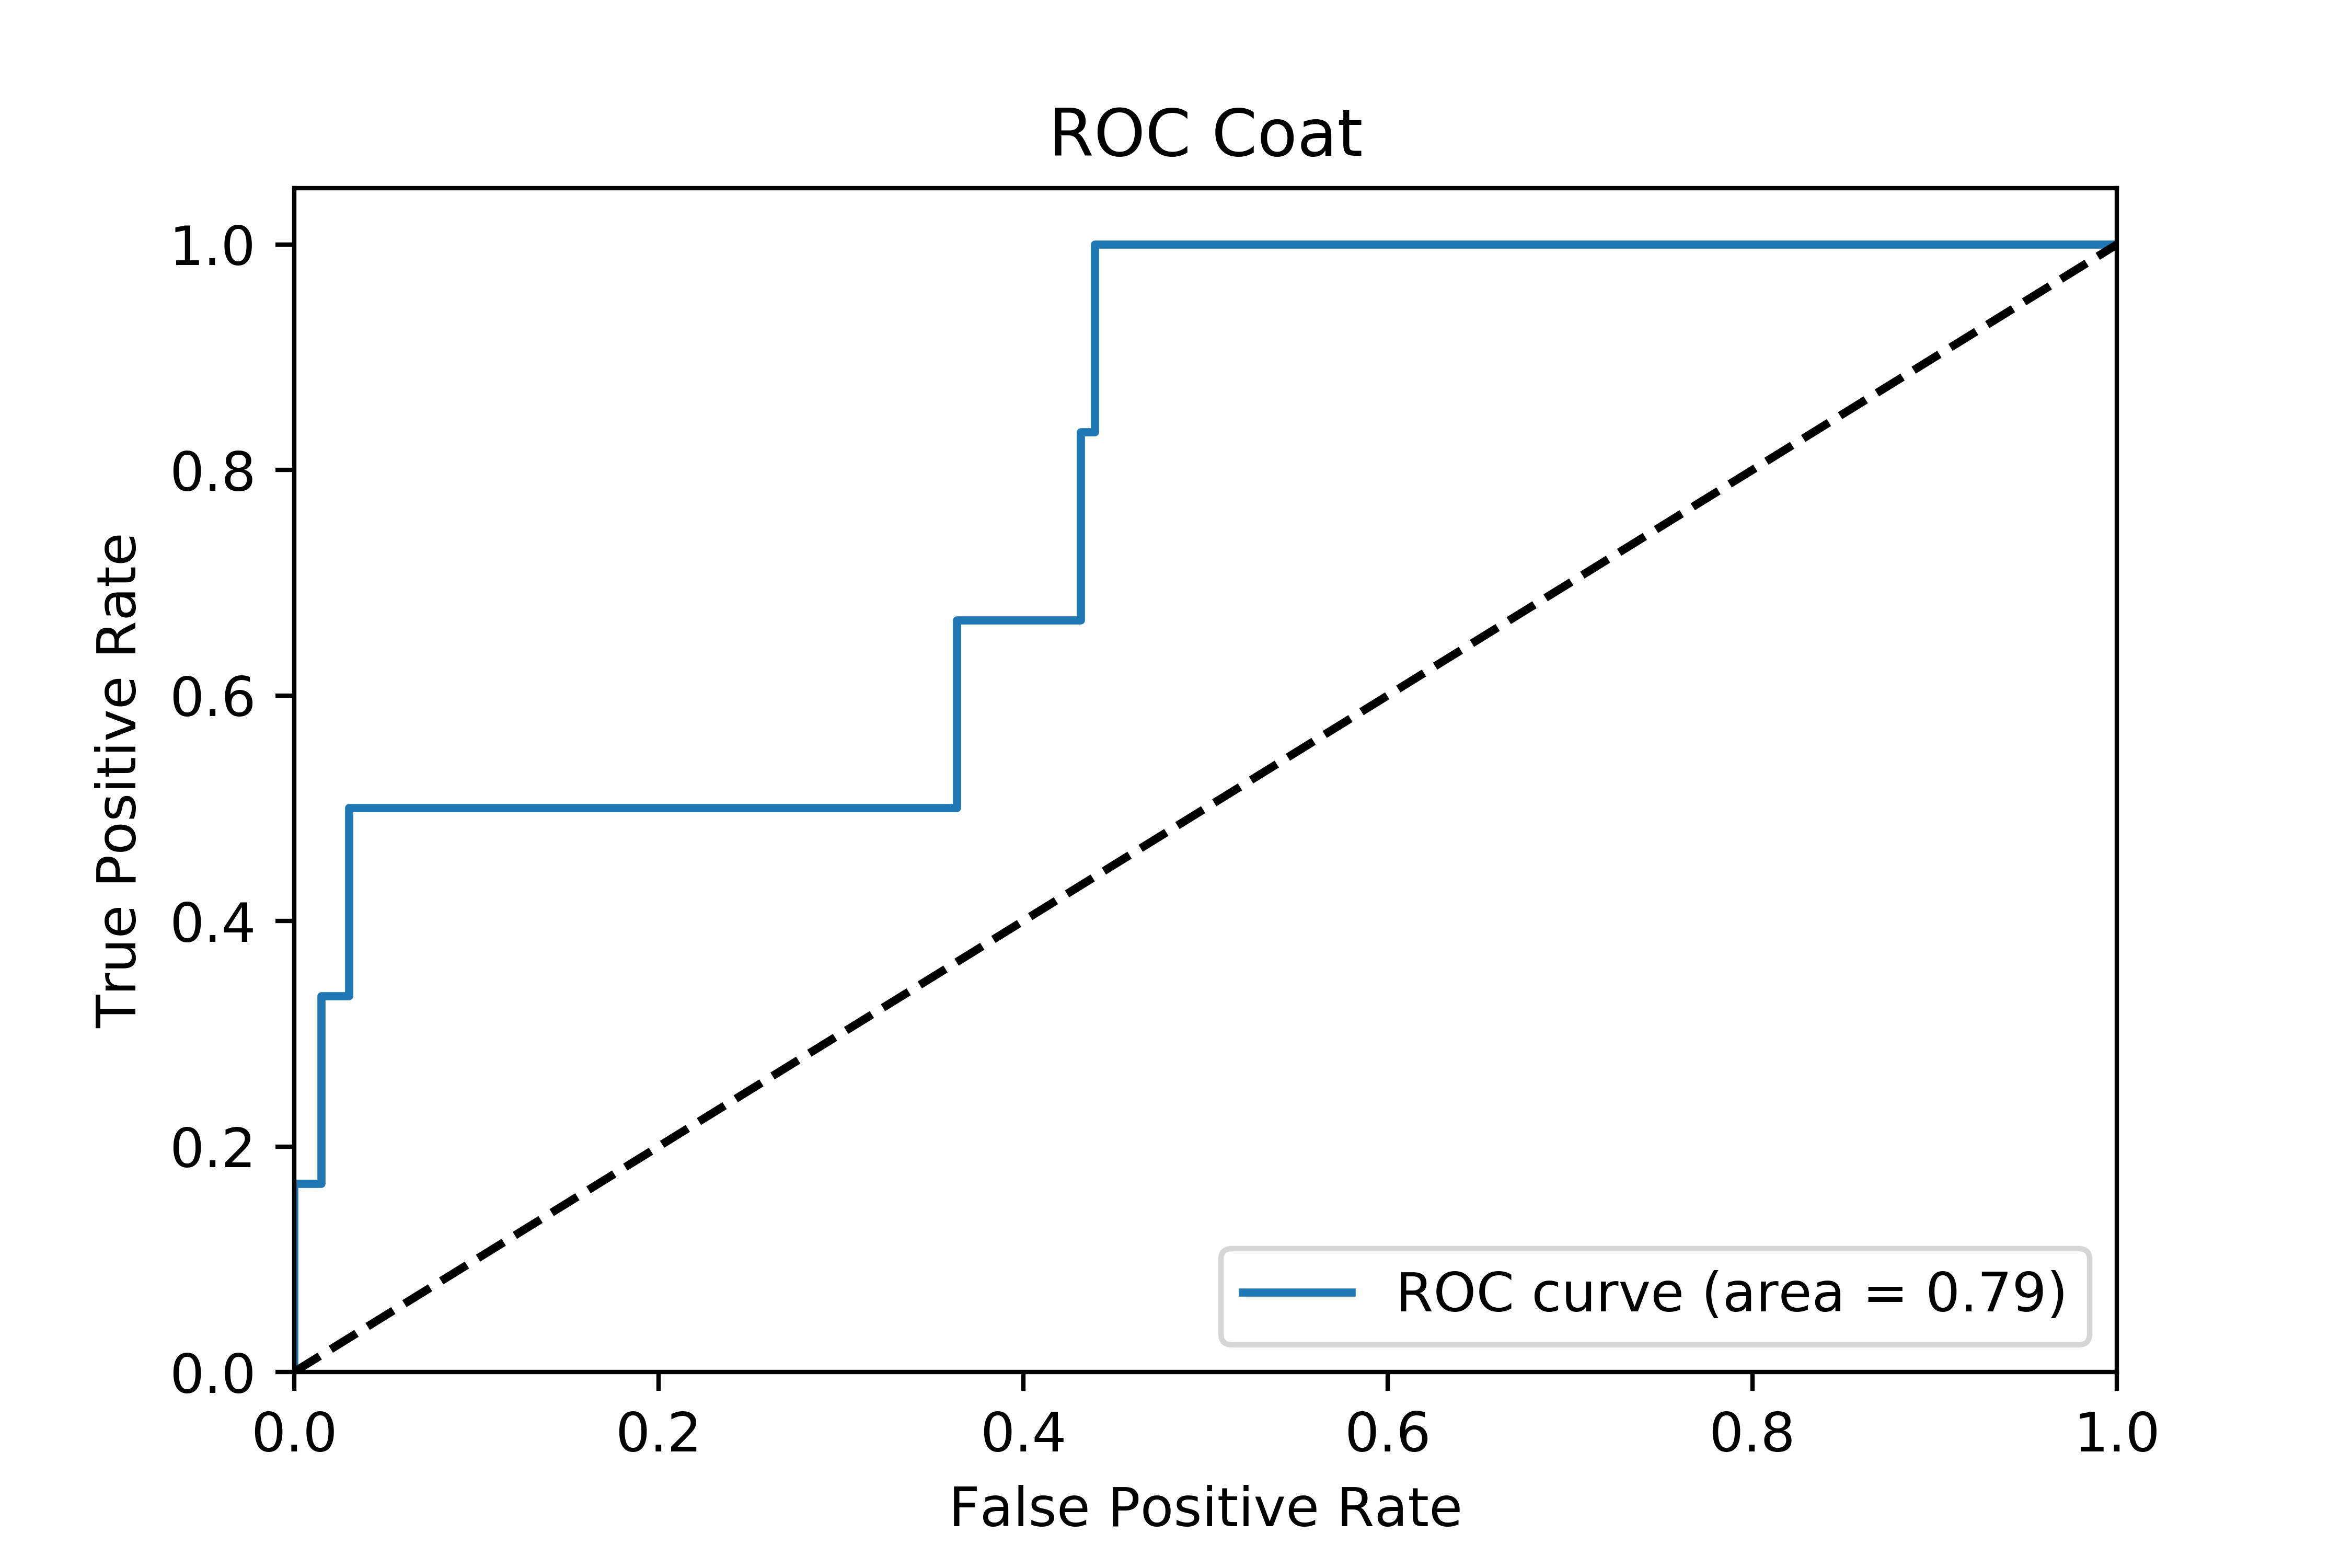 ROC Coat
1.0
0.8
0.6
0.4
0.2
0.0
True Positive Rate
ROC curve (area = 0.79)
0.0 0.2 0.4 0.6 0.8 1.0
False Positive Rate